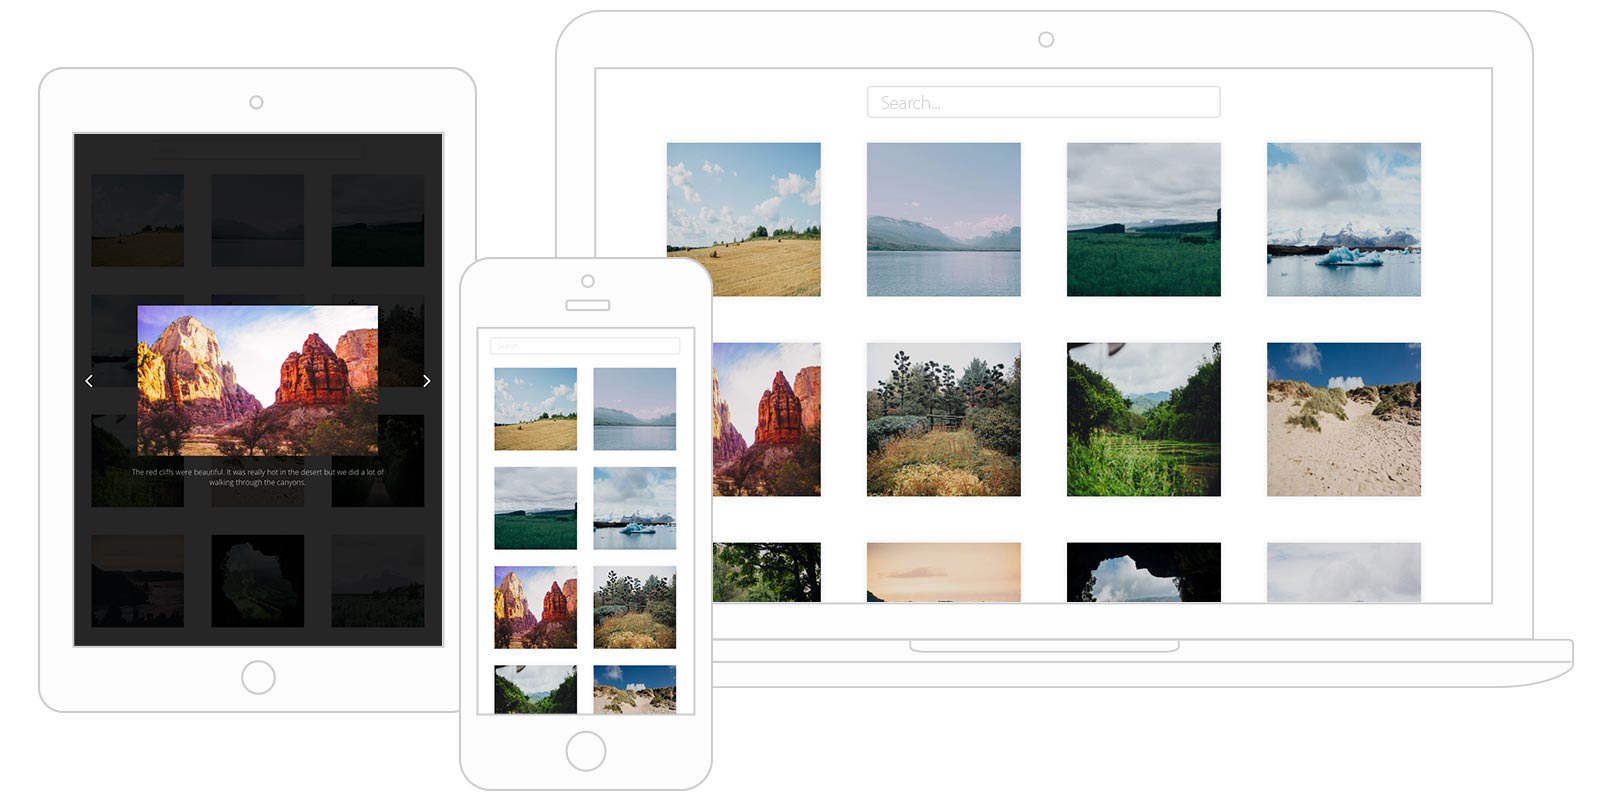 The red cliffs were beautiful. It was really hot in the desert but we did a lot of
walking through the canyons.
Search...
Search...